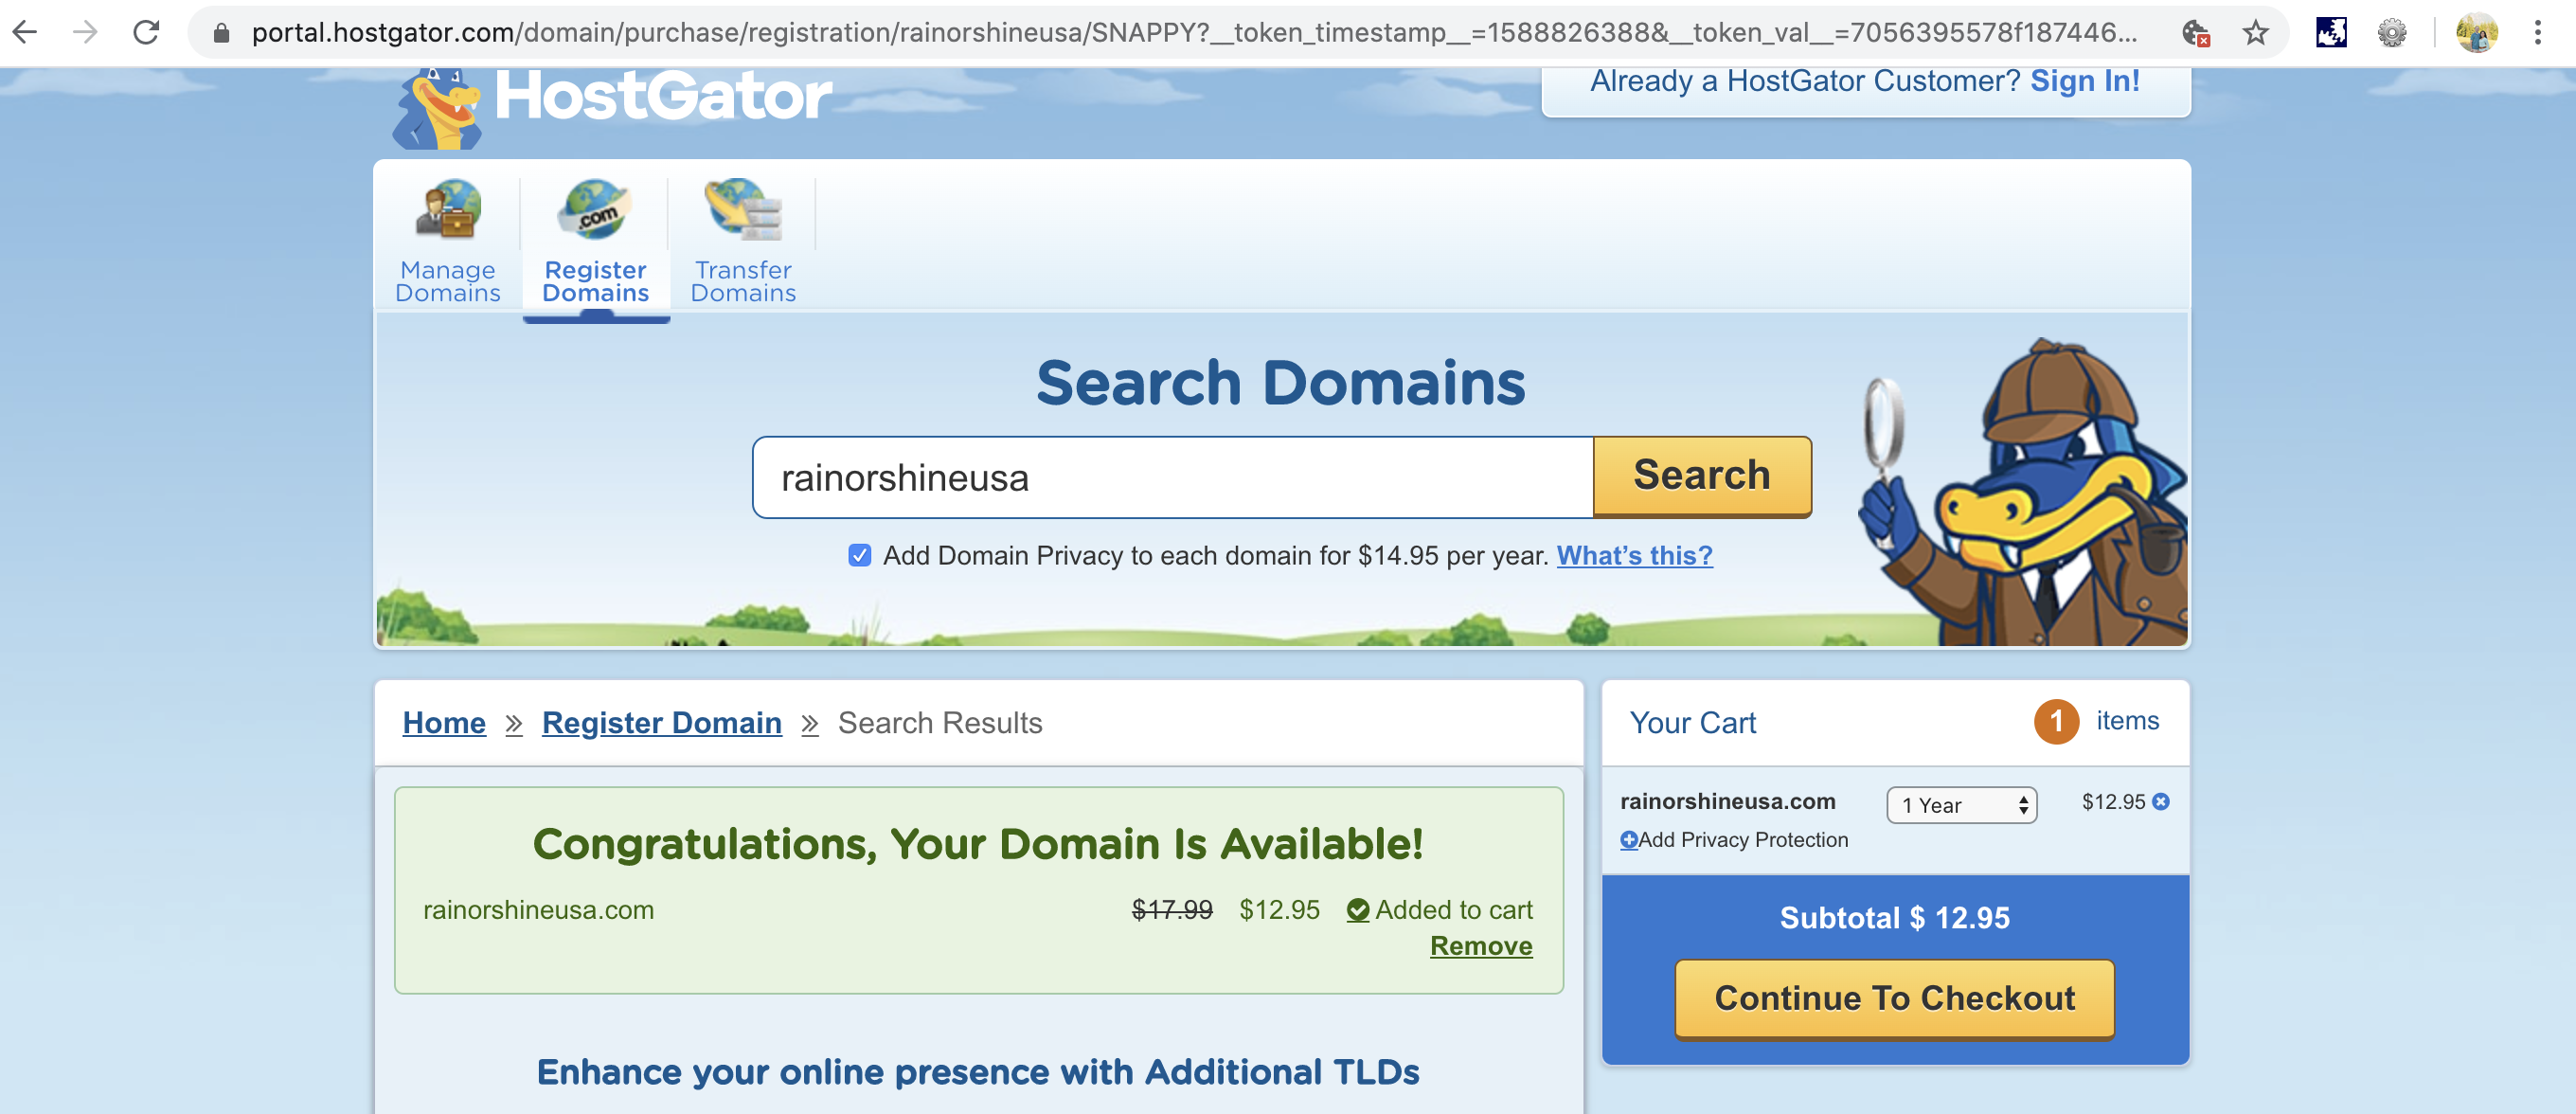 portal.hostgator.com/domain/purchase/registration/rainorshineusa/SNAPPY?__token_timestamp__=1588826388&__token_val__=7056395578f187446...
HostGator
Already a HostGator Customer? Sign In!
.com
Manage Domains
Register Domains
Transfer Domains
Search Domains
rainorshineusa
Search
Add Domain Privacy to each domain for $14.95 per year. What's this?
Home » Register Domain » Search Results
Your Cart 1 items
rainorshineusa.com 1 Year $12.95
Add Privacy Protection
Subtotal $ 12.95
Continue To Checkout
Congratulations, Your Domain Is Available!
rainorshineusa.com $17.99 $12.95 Added to cart
Remove
Enhance your online presence with Additional TLDs